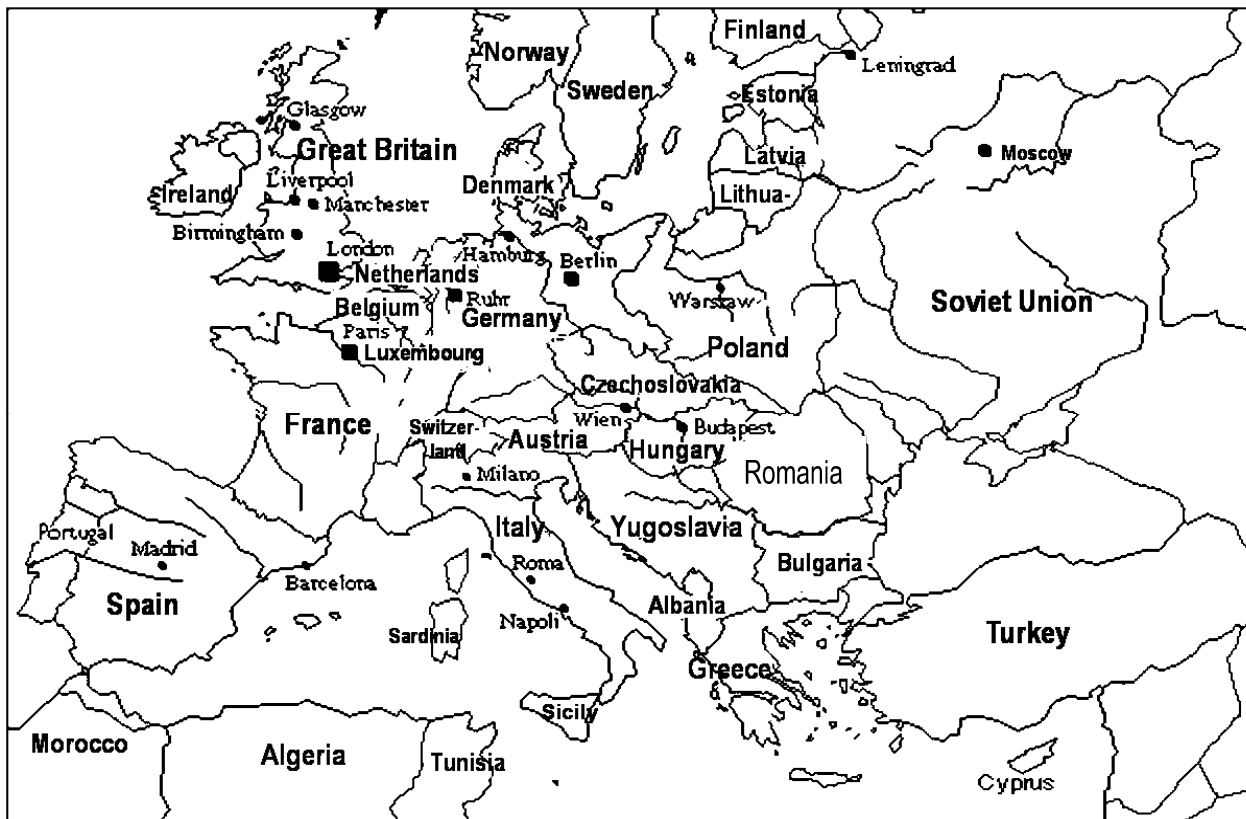 Norway
Finland
Leningrad
Sweden
Estonia
Glasgow
Great Britain
Latvia
Moscow
Ireland
Liverpool
Denmark
Lithua-
Manchester
Birmingham
London
Hamburg
Berlin
Netherlands
Warstaw
Belgium
Ruhr
Soviet Union
Germany
Paris
Luxembourg
Poland
Czechoslovakia
France
Switzer-
land
Wien
Budapest
Austria
Hungary
Milano
Romania
Portugal
Italy
Yugoslavia
Madrid
Barcelona
Roma
Bulgaria
Spain
Napoli
Albania
Sardinia
Turkey
Greece
Sicily
Morocco
Algeria
Tunisia
Cyprus